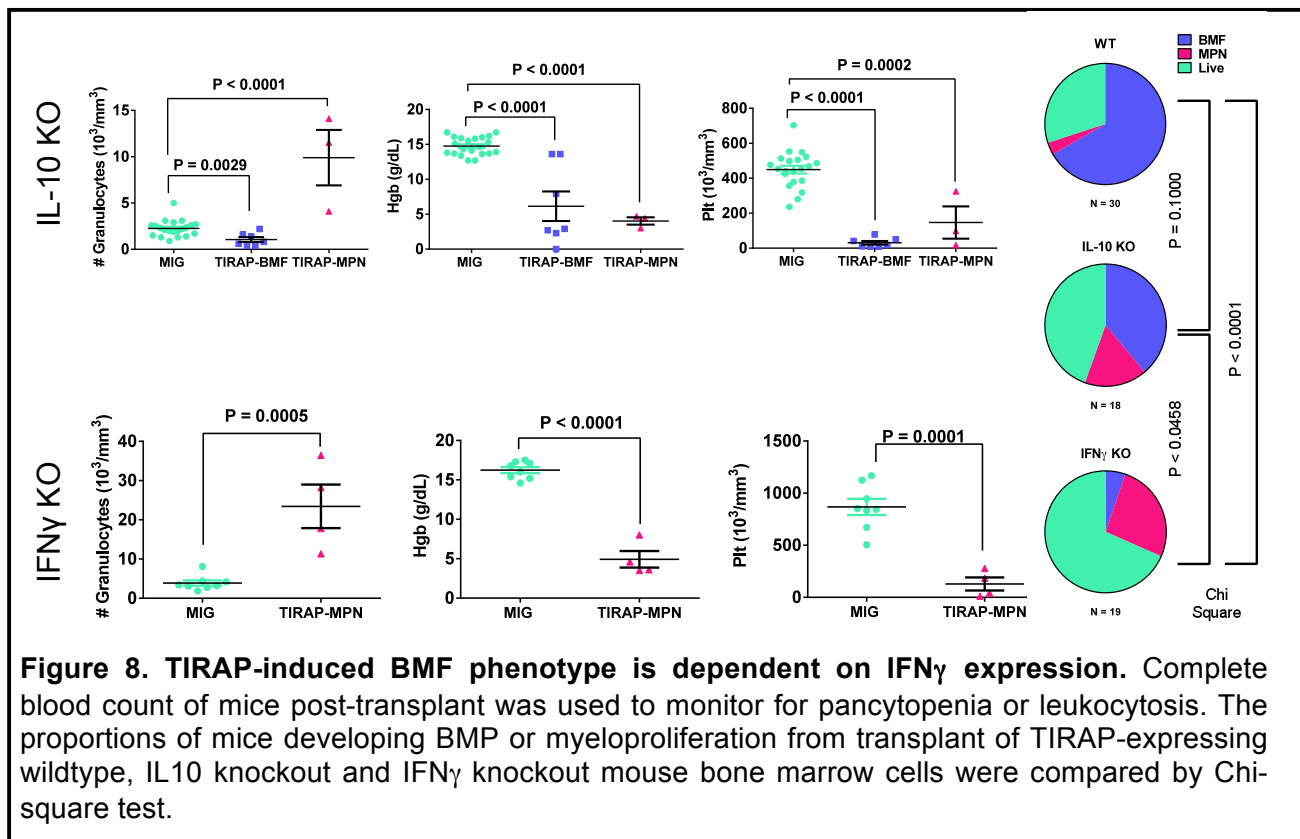 IL-10 KO
# Granulocytes (10³/mm³)
15
10
5
0
P < 0.0001
P = 0.0029
MIG TIRAP-BMF TIRAP-MPN
Hgb (g/dL)
20
15
10
5
0
P < 0.0001
P < 0.0001
MIG TIRAP-BMF TIRAP-MPN
Plt (10³/mm³)
800
600
400
200
0
P = 0.0002
P < 0.0001
MIG TIRAP-BMF TIRAP-MPN
IFNγ KO
# Granulocytes (10³/mm³)
40
30
20
10
0
P = 0.0005
MIG TIRAP-MPN
Hgb (g/dL)
20
15
10
5
0
P < 0.0001
MIG TIRAP-MPN
Plt (10³/mm³)
1500
1000
500
0
P = 0.0001
MIG TIRAP-MPN
BMF
MPN
Live
WT
N = 30
IL-10 KO
N = 18
IFNγ KO
N = 19
P = 0.1000
P < 0.0458
P < 0.0001
Chi
Square
Figure 8. TIRAP-induced BMF phenotype is dependent on IFNγ expression. Complete
blood count of mice post-transplant was used to monitor for pancytopenia or leukocytosis. The
proportions of mice developing BMP or myeloproliferation from transplant of TIRAP-expressing
wildtype, IL10 knockout and IFNγ knockout mouse bone marrow cells were compared by Chi-
square test.